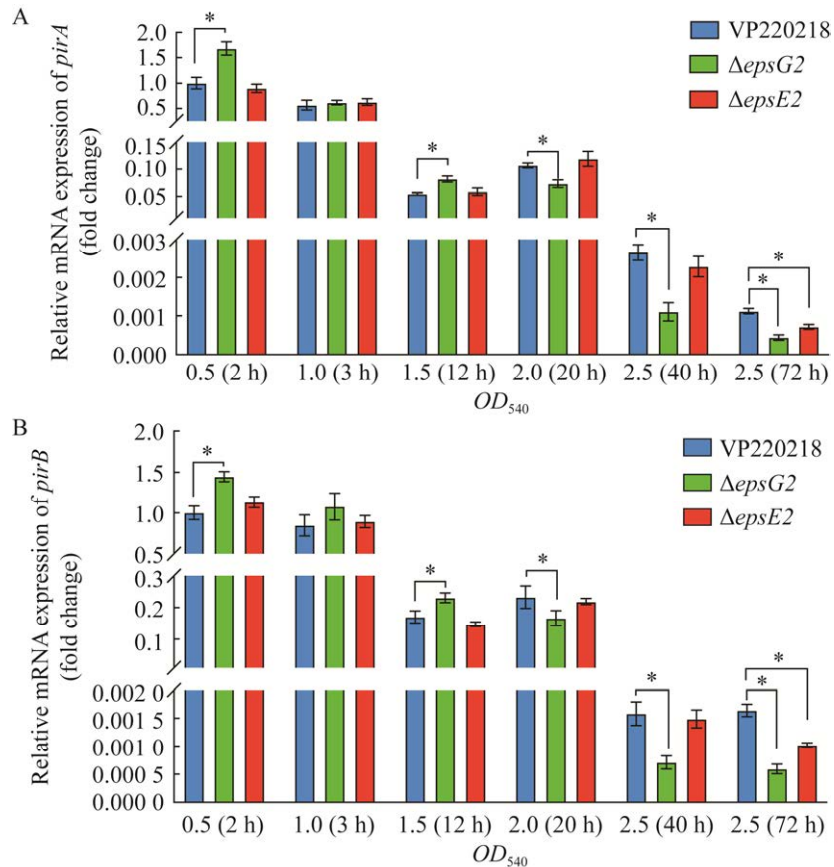 A
Relative mRNA expression of pirA
(fold change)
2.0
1.5
1.0
0.5
0.15
0.10
0.05
0.003
0.002
0.001
0.000
*
*
*
*
*
*
VP220218
ΔepsG2
ΔepsE2
0.5 (2 h) 1.0 (3 h) 1.5 (12 h) 2.0 (20 h) 2.5 (40 h) 2.5 (72 h)
OD540
B
Relative mRNA expression of pirB
(fold change)
2.0
1.5
1.0
0.5
0.3
0.2
0.1
0.002 0
0.001 5
0.001 0
0.000 5
0.000 0
*
*
*
*
*
*
VP220218
ΔepsG2
ΔepsE2
0.5 (2 h) 1.0 (3 h) 1.5 (12 h) 2.0 (20 h) 2.5 (40 h) 2.5 (72 h)
OD540